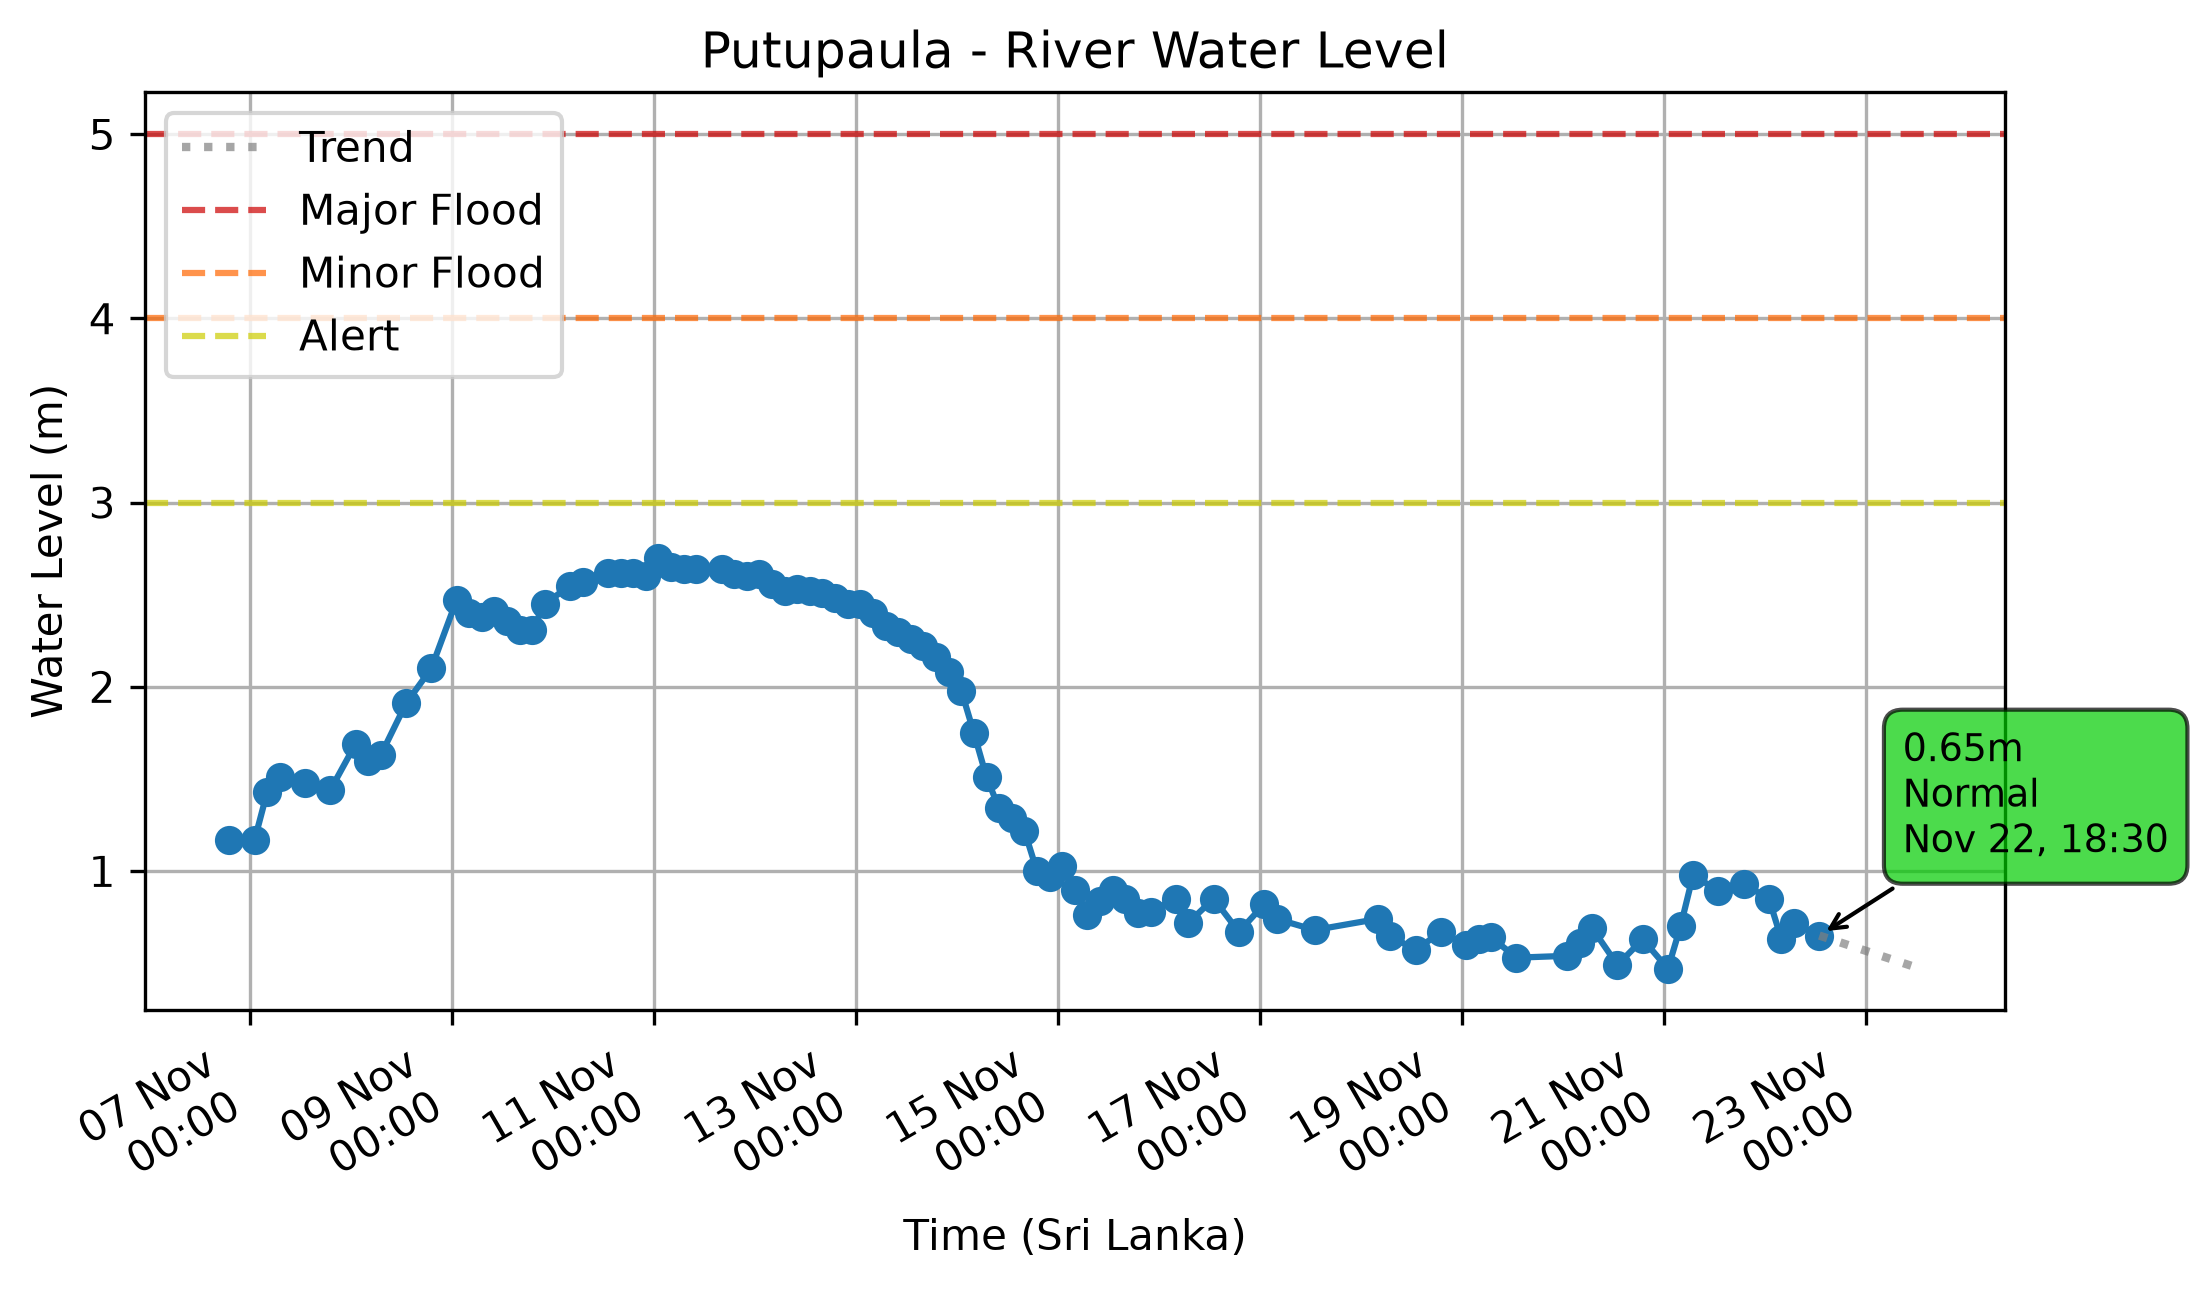 Putupaula - River Water Level
Trend
Major Flood
Minor Flood
Alert
Water Level (m)
5
4
3
2
1
0.65m
Normal
Nov 22, 18:30
07 Nov
00:00
09 Nov
00:00
11 Nov
00:00
13 Nov
00:00
15 Nov
00:00
17 Nov
00:00
19 Nov
00:00
21 Nov
00:00
23 Nov
00:00
Time (Sri Lanka)